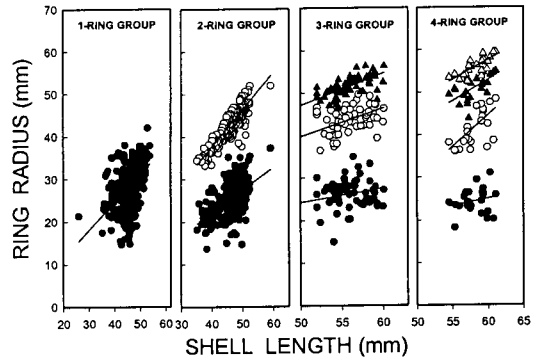 1-RING GROUP
2-RING GROUP
3-RING GROUP
4-RING GROUP
RING RADIUS (mm)
70
60
50
40
30
20
10
0
20 30 40 50 60
30 40 50 60
50 55 60
50 55 60 65
SHELL LENGTH (mm)